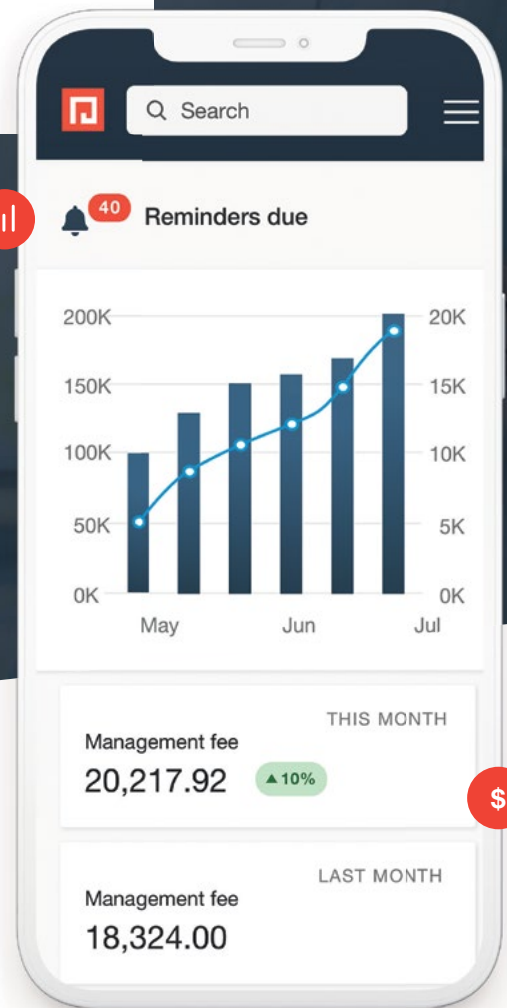 Search
40
Reminders due
200K 20K
150K 15K
100K 10K
50K 5K
0K 0K
May Jun Jul
THIS MONTH
Management fee
20,217.92 ▲10%
$
LAST MONTH
Management fee
18,324.00